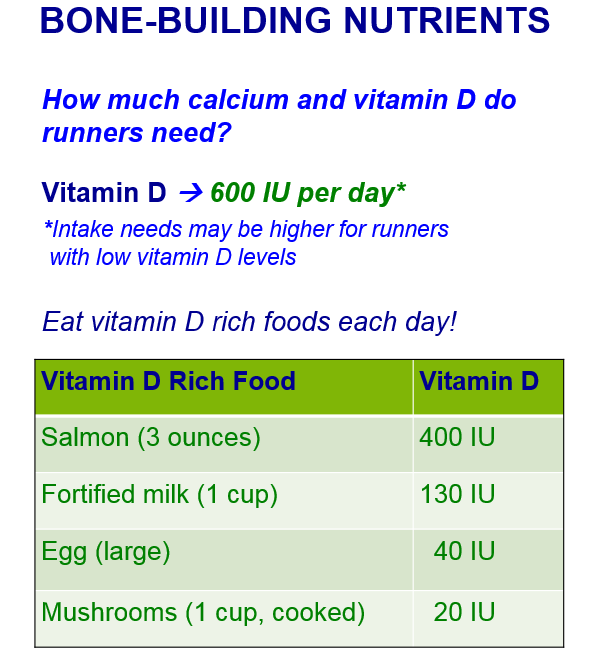 BONE-BUILDING NUTRIENTS
How much calcium and vitamin D do
runners need?
Vitamin D → 600 IU per day*
*Intake needs may be higher for runners
with low vitamin D levels
Eat vitamin D rich foods each day!
Vitamin D Rich Food Vitamin D
Salmon (3 ounces) 400 IU
Fortified milk (1 cup) 130 IU
Egg (large) 40 IU
Mushrooms (1 cup, cooked) 20 IU